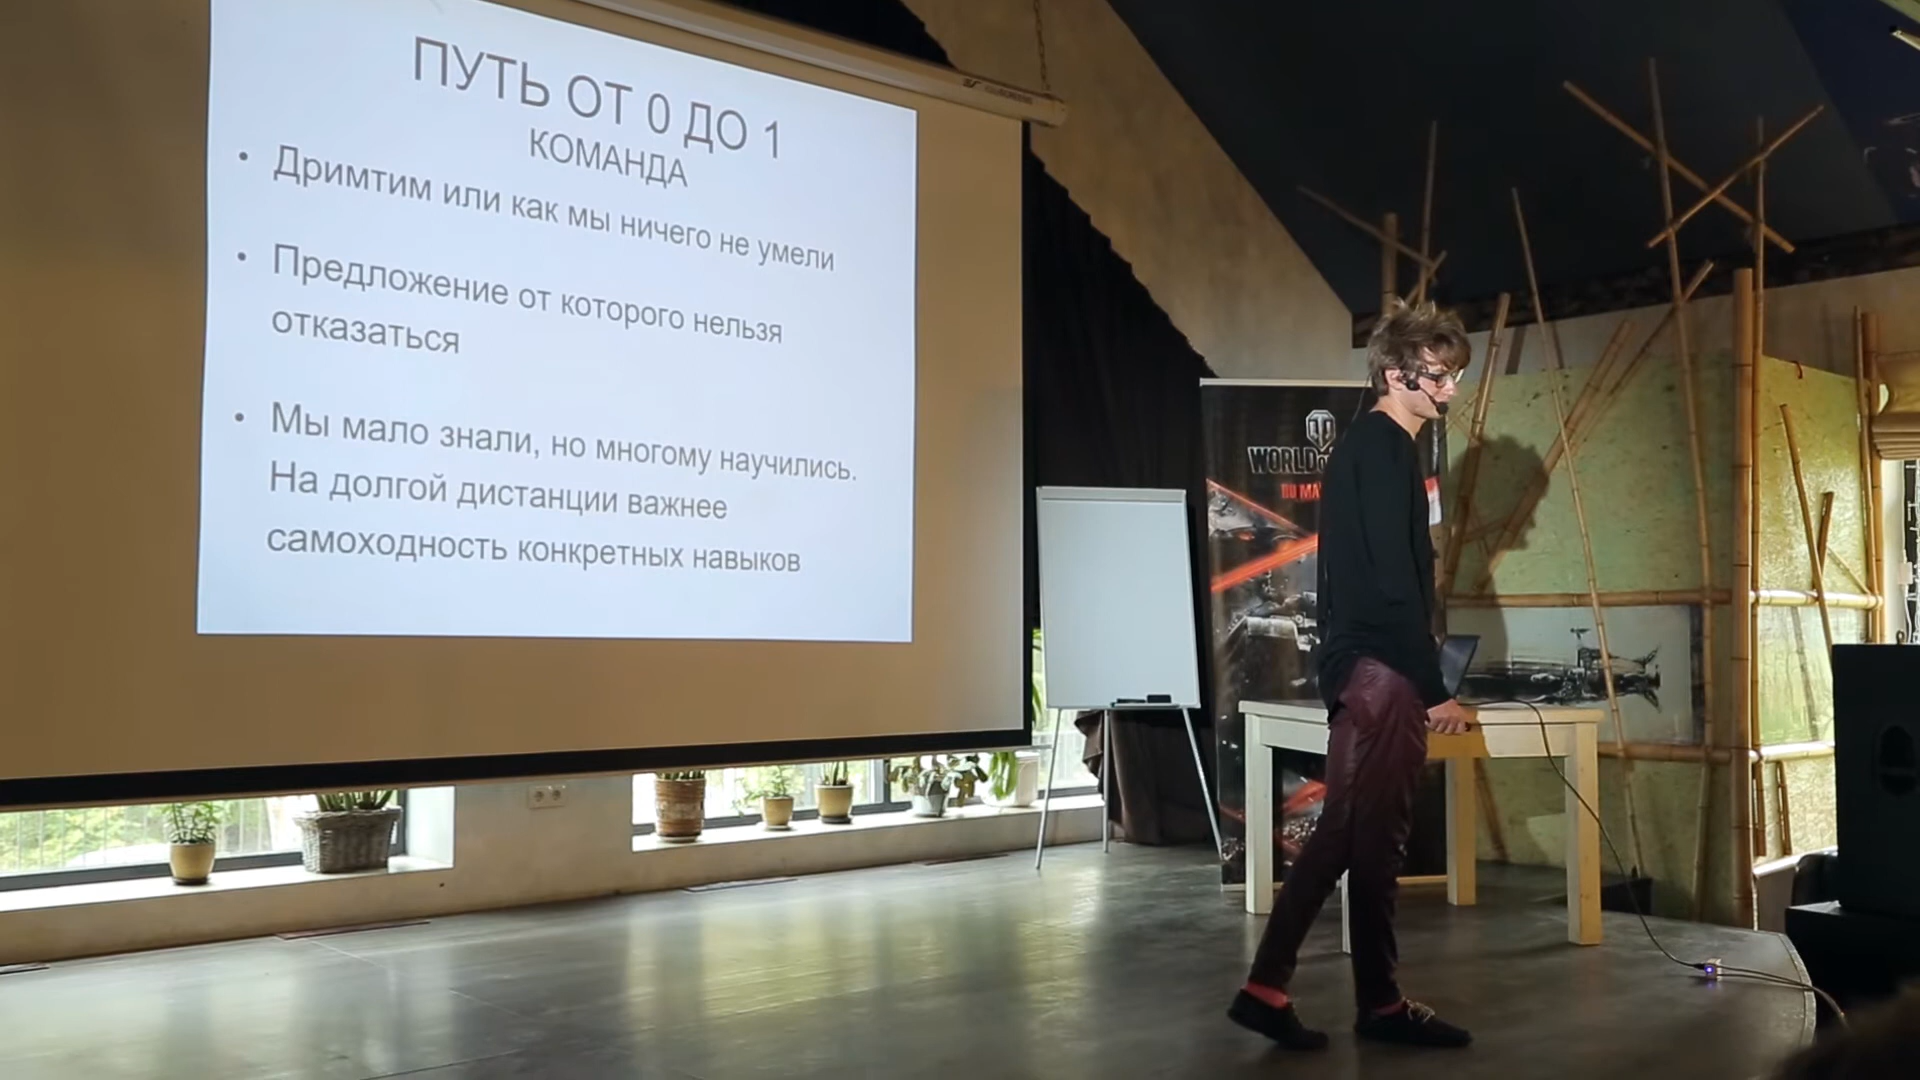 ПУТЬ ОТ 0 ДО 1
КОМАНДА
• Дримтим или как мы ничего не умели
• Предложение от которого нельзя
отказаться
• Мы мало знали, но многому научились.
На долгой дистанции важнее
самоходность конкретных навыков
WORLD